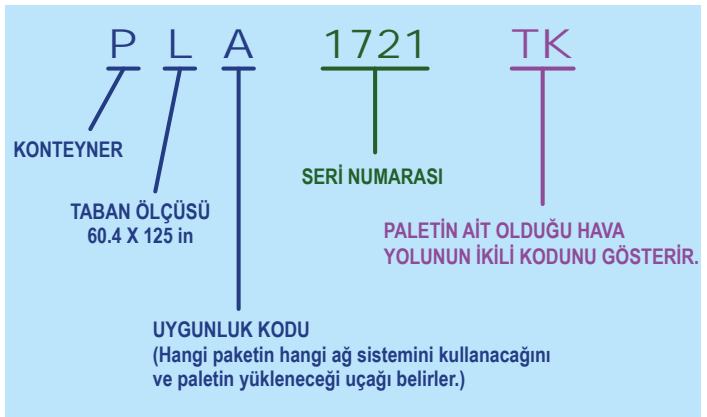 P L A 1721 TK
KONTEYNER
SERİ NUMARASI
TABAN ÖLÇÜSÜ
60.4 X 125 in
PALETİN AİT OLDUĞU HAVA
YOLUNUN İKİLİ KODUNU GÖSTERİR.
UYGUNLUK KODU
(Hangi paketin hangi ağ sistemini kullanacağını
ve paletin yükleneceği uçağı belirler.)